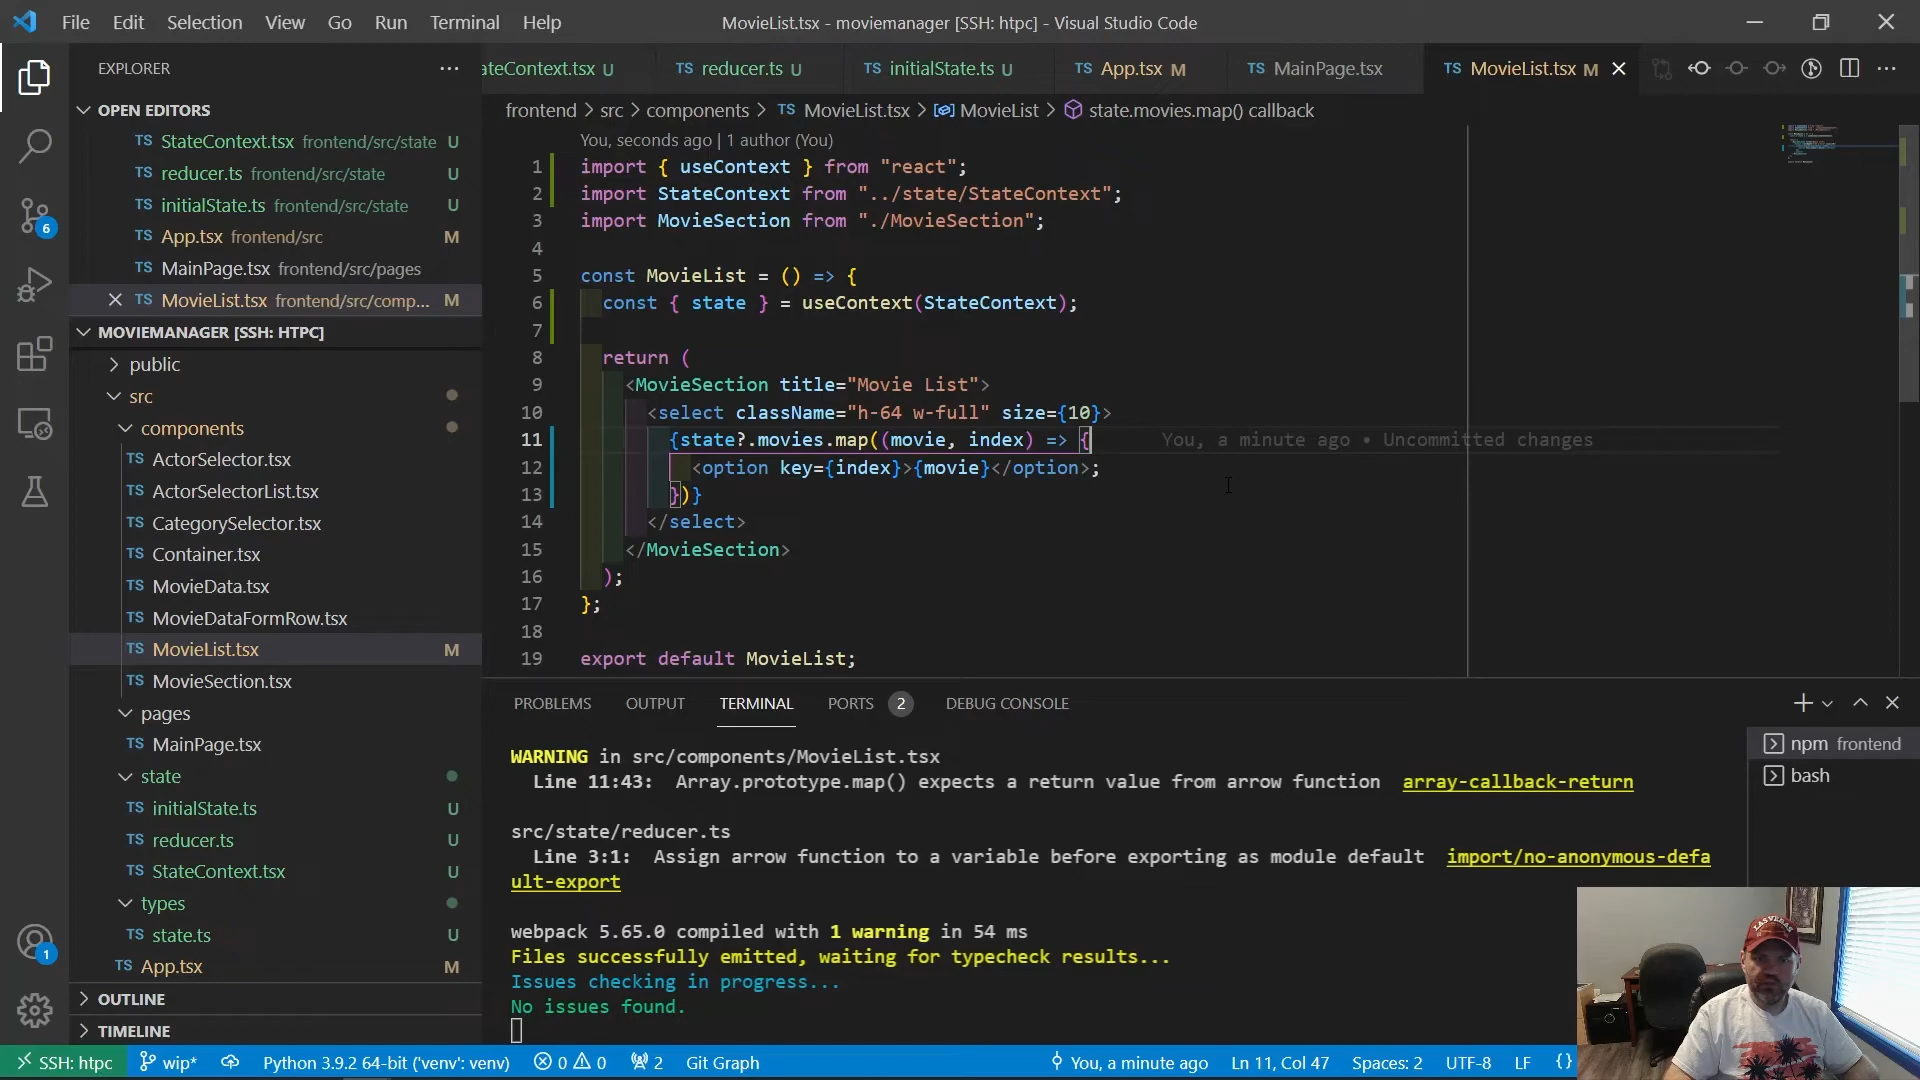 File Edit Selection View Go Run Terminal Help
MovieList.tsx - moviemanager [SSH: htpc] - Visual Studio Code
EXPLORER
OPEN EDITORS
TS StateContext.tsx frontend/src/state U
TS reducer.ts frontend/src/state U
TS initialState.ts frontend/src/state U
TS App.tsx frontend/src M
TS MainPage.tsx frontend/src/pages
TS MovieList.tsx frontend/src/comp... M
MOVIEMANAGER [SSH: HTPC]
public
src
components
TS ActorSelector.tsx
TS ActorSelectorList.tsx
TS CategorySelector.tsx
TS Container.tsx
TS MovieData.tsx
TS MovieDataFormRow.tsx
TS MovieList.tsx M
TS MovieSection.tsx
pages
TS MainPage.tsx
state
TS initialState.ts U
TS reducer.ts U
TS StateContext.tsx U
types
TS state.ts U
TS App.tsx M
OUTLINE
TIMELINE
6
1
ateContext.tsx U TS reducer.ts U TS initialState.ts U TS App.tsx M TS MainPage.tsx TS MovieList.tsx M
frontend > src > components > TS MovieList.tsx > MovieList > state.movies.map() callback
You, seconds ago | 1 author (You)
1 import { useContext } from "react";
2 import StateContext from "../state/StateContext";
3 import MovieSection from "./MovieSection";
4
5 const MovieList = () => {
6 const { state } = useContext(StateContext);
7
8 return (
9 <MovieSection title="Movie List">
10 <select className="h-64 w-full" size={10}>
11 {state?.movies.map((movie, index) => { You, a minute ago • Uncommitted changes
12 <option key={index}>{movie}</option>;
13 })}
14 </select>
15 </MovieSection>
16 );
17 };
18
19 export default MovieList;
PROBLEMS OUTPUT TERMINAL PORTS 2 DEBUG CONSOLE
WARNING in src/components/MovieList.tsx
Line 11:43: Array.prototype.map() expects a return value from arrow function array-callback-return
src/state/reducer.ts
Line 3:1: Assign arrow function to a variable before exporting as module default import/no-anonymous-defa
ult-export
webpack 5.65.0 compiled with 1 warning in 54 ms
Files successfully emitted, waiting for typecheck results...
Issues checking in progress...
No issues found.
npm frontend
bash
LAS VEGAS
SSH: htpc wip* Python 3.9.2 64-bit ('venv': venv) 0 0 2 Git Graph You, a minute ago Ln 11, Col 47 Spaces: 2 UTF-8 LF {}